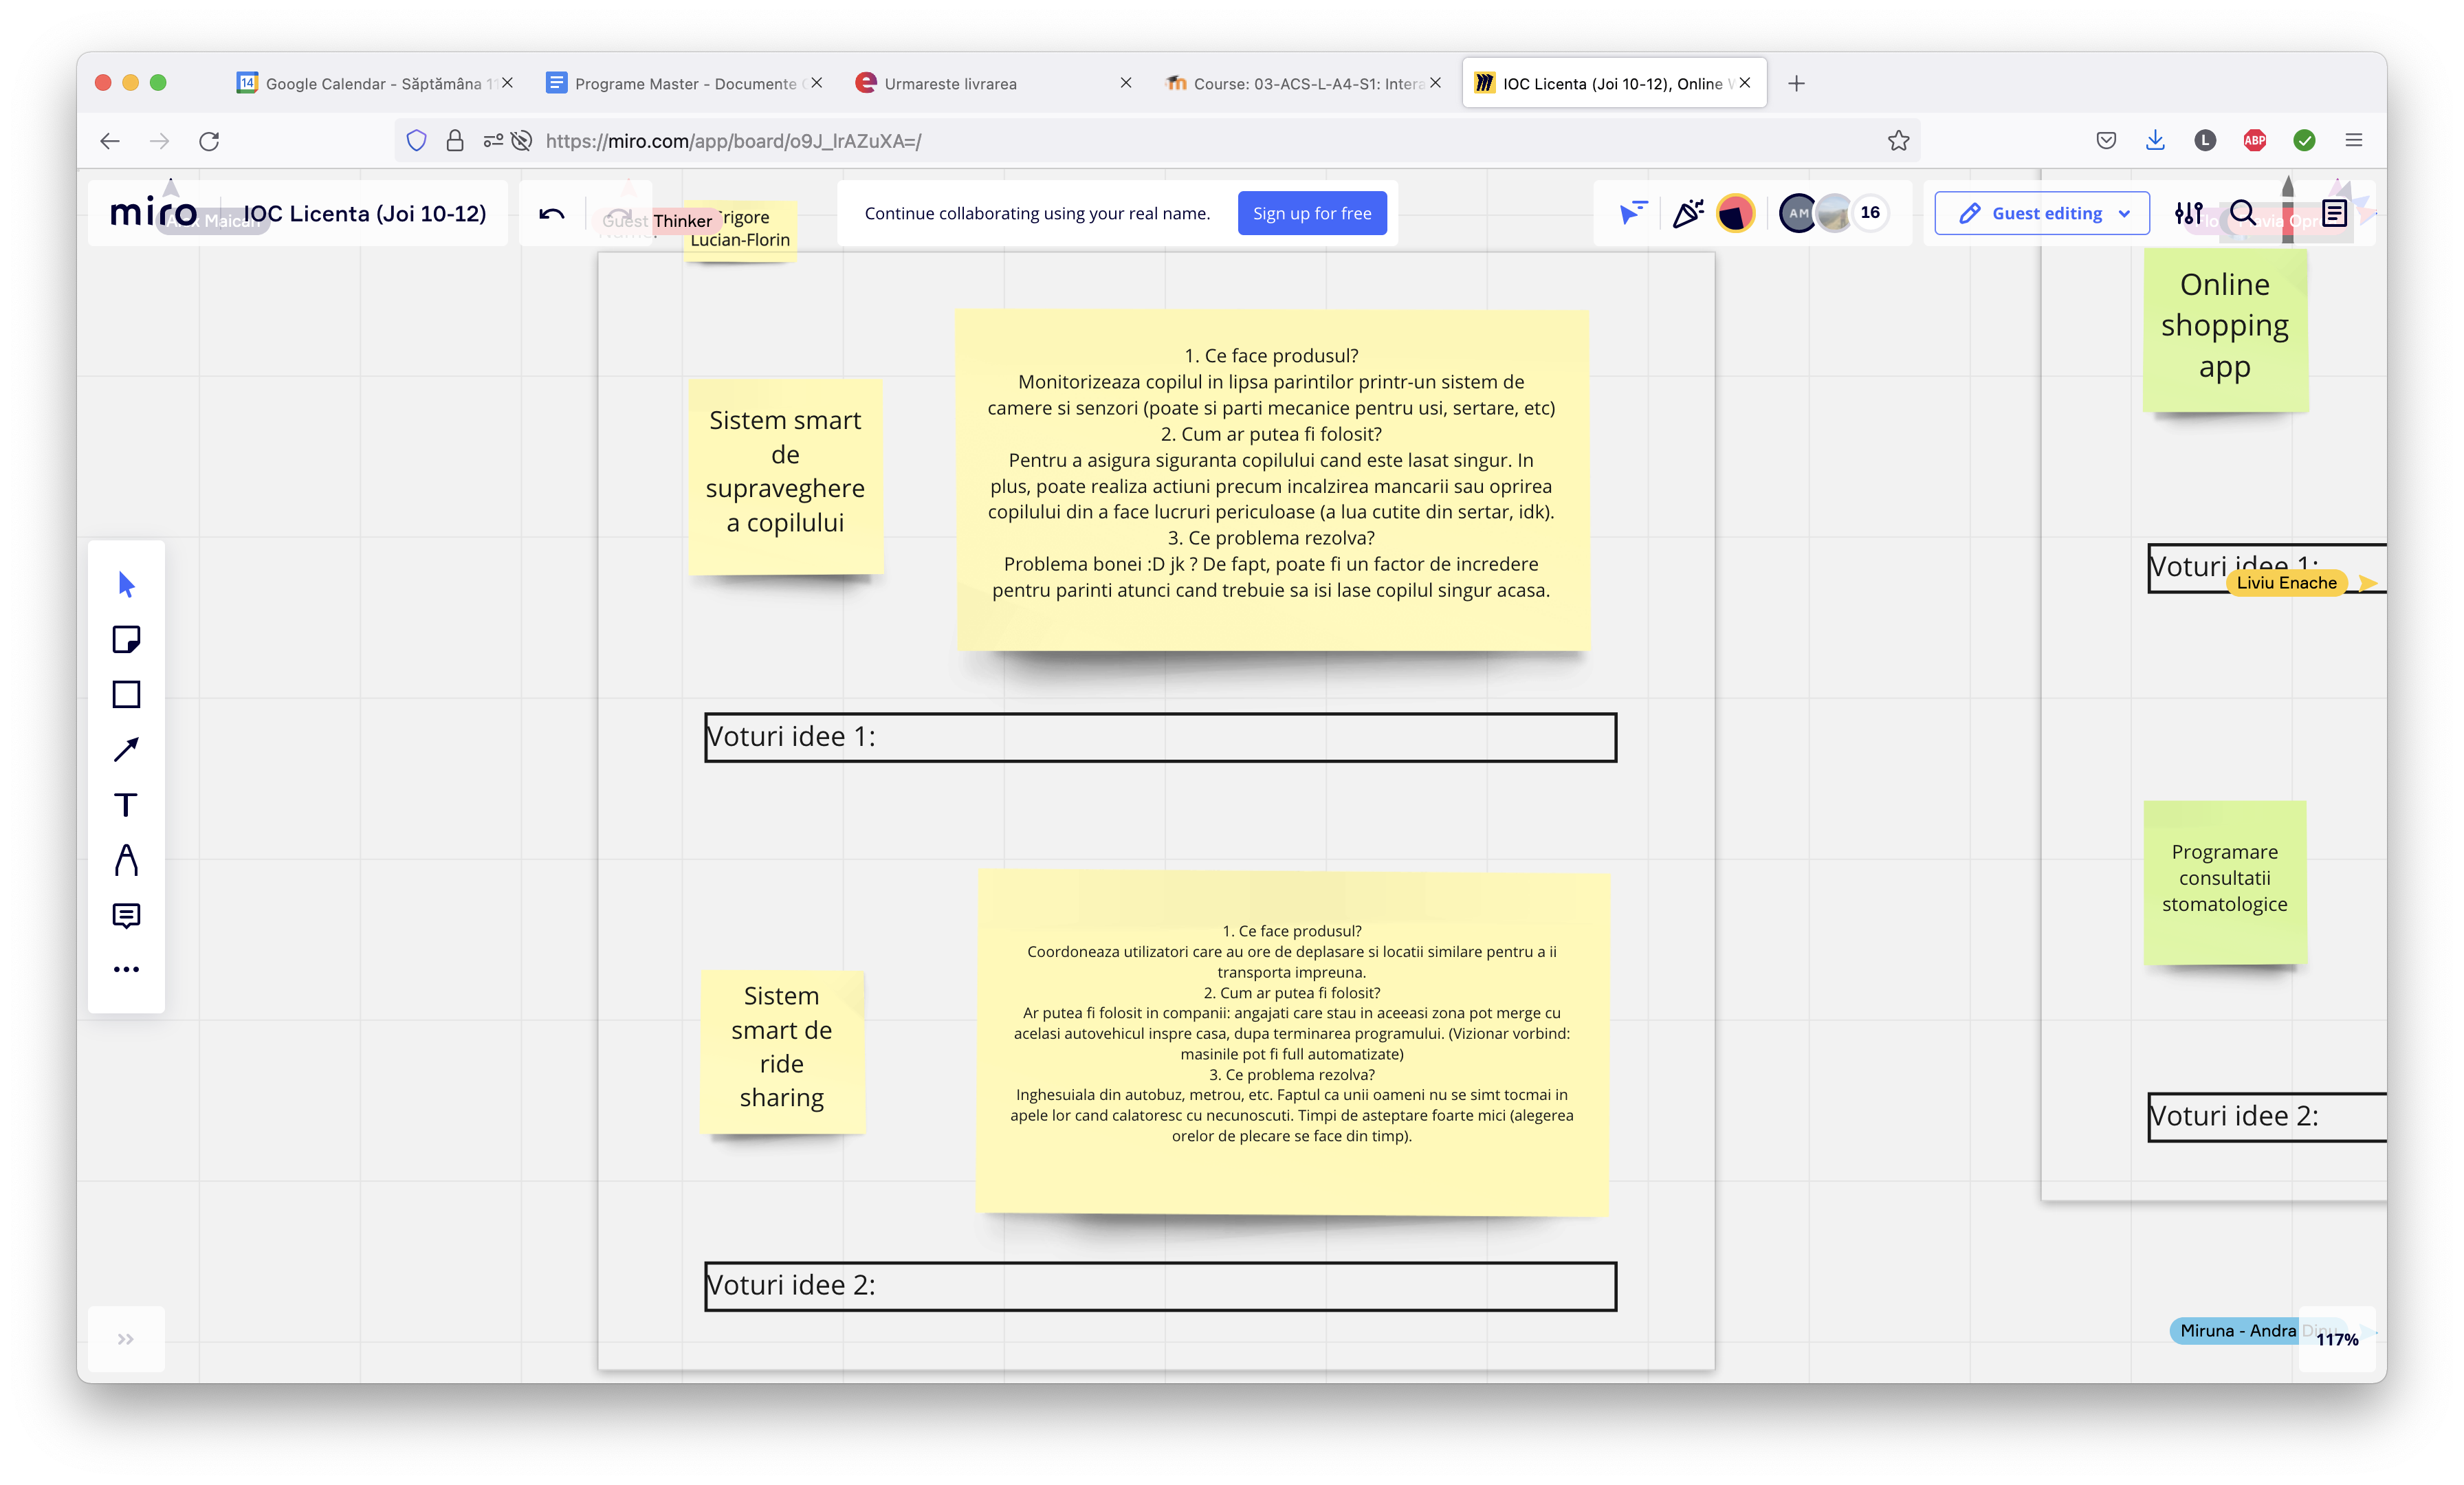 Google Calendar - Săptămâna 11
Programe Master - Documente
Urmareste livrarea
Course: 03-ACS-L-A4-S1: Intera
IOC Licenta (Joi 10-12), Online
https://miro.com/app/board/o9J_lrAZuXA=/
L
ABP
miro
IOC Licenta (Joi 10-12)
Alex Maican
Guest Thinker
Grigore
Lucian-Florin
Continue collaborating using your real name.
Sign up for free
AM
16
Guest editing
Online
shopping
app
Sistem smart
de
supraveghere
a copilului
1. Ce face produsul?
Monitorizeaza copilul in lipsa parintilor printr-un sistem de
camere si senzori (poate si parti mecanice pentru usi, sertare, etc)
2. Cum ar putea fi folosit?
Pentru a asigura siguranta copilului cand este lasat singur. In
plus, poate realiza actiuni precum incalzirea mancarii sau oprirea
copilului din a face lucruri periculoase (a lua cutite din sertar, idk).
3. Ce problema rezolva?
Problema bonei :D jk ? De fapt, poate fi un factor de incredere
pentru parinti atunci cand trebuie sa isi lase copilul singur acasa.
Voturi idee 1:
Liviu Enache
Voturi idee 1:
Programare
consultatii
stomatologice
Sistem
smart de
ride
sharing
1. Ce face produsul?
Coordoneaza utilizatori care au ore de deplasare si locatii similare pentru a ii
transporta impreuna.
2. Cum ar putea fi folosit?
Ar putea fi folosit in companii: angajati care stau in aceeasi zona pot merge cu
acelasi autovehicul inspre casa, dupa terminarea programului. (Vizionar vorbind:
masinile pot fi full automatizate)
3. Ce problema rezolva?
Inghesuiala din autobuz, metrou, etc. Faptul ca unii oameni nu se simt tocmai in
apele lor cand calatoresc cu necunoscuti. Timpi de asteptare foarte mici (alegerea
orelor de plecare se face din timp).
Voturi idee 2:
Voturi idee 2:
Miruna - Andra Dinu
117%